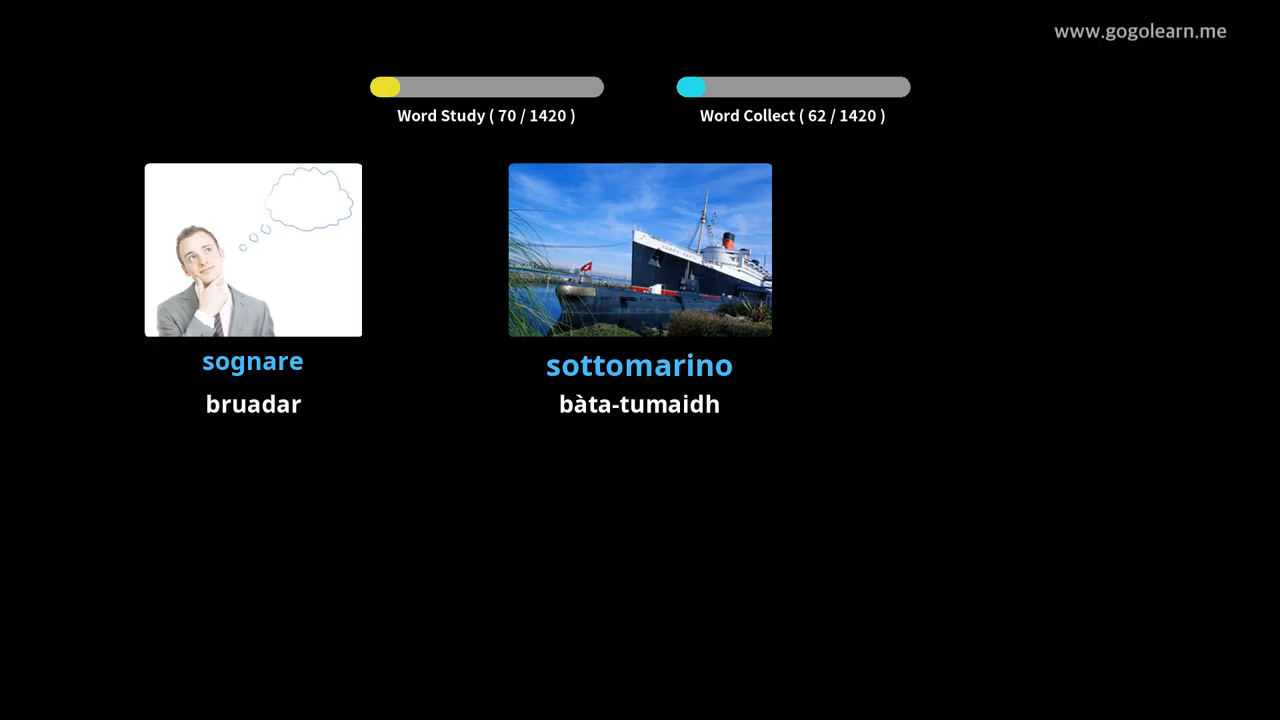 www.gogolearn.me
Word Study ( 70 / 1420 )
Word Collect ( 62 / 1420 )
sognare
bruadar
sottomarino
bàta-tumaidh